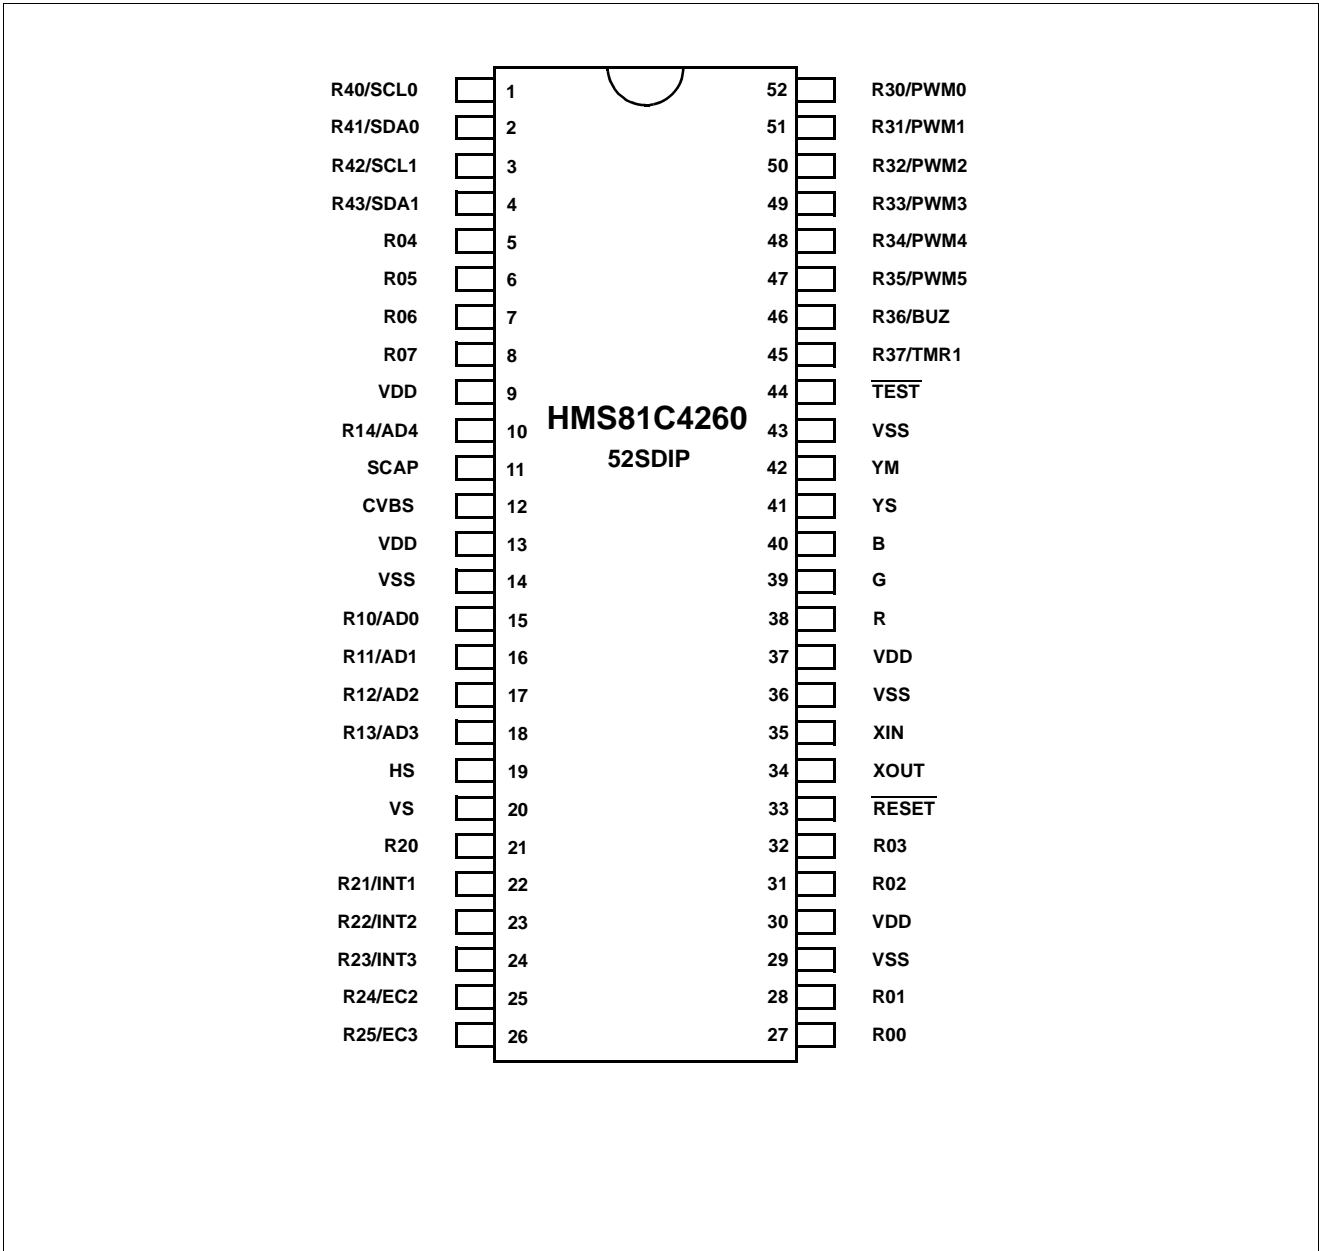 R40/SCL0 1 52 R30/PWM0
R41/SDA0 2 51 R31/PWM1
R42/SCL1 3 50 R32/PWM2
R43/SDA1 4 49 R33/PWM3
R04 5 48 R34/PWM4
R05 6 47 R35/PWM5
R06 7 46 R36/BUZ
R07 8 45 R37/TMR1
VDD 9 44 TEST
HMS81C4260
R14/AD4 10 43 VSS
52SDIP
SCAP 11 42 YM
CVBS 12 41 YS
VDD 13 40 B
VSS 14 39 G
R10/AD0 15 38 R
R11/AD1 16 37 VDD
R12/AD2 17 36 VSS
R13/AD3 18 35 XIN
HS 19 34 XOUT
VS 20 33 RESET
R20 21 32 R03
R21/INT1 22 31 R02
R22/INT2 23 30 VDD
R23/INT3 24 29 VSS
R24/EC2 25 28 R01
R25/EC3 26 27 R00